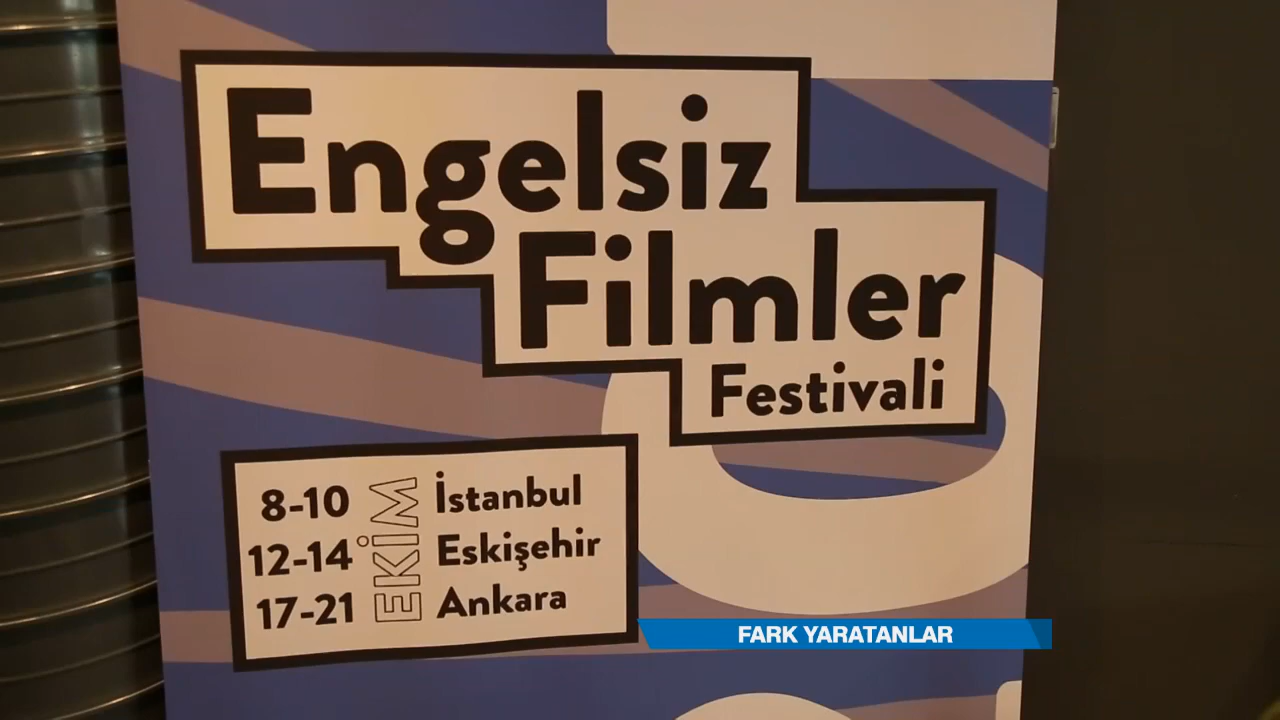 Engelsiz
Filmler
Festivali
8-10 İstanbul
12-14 Eskişehir
17-21 Ankara
EKİM
FARK YARATANLAR